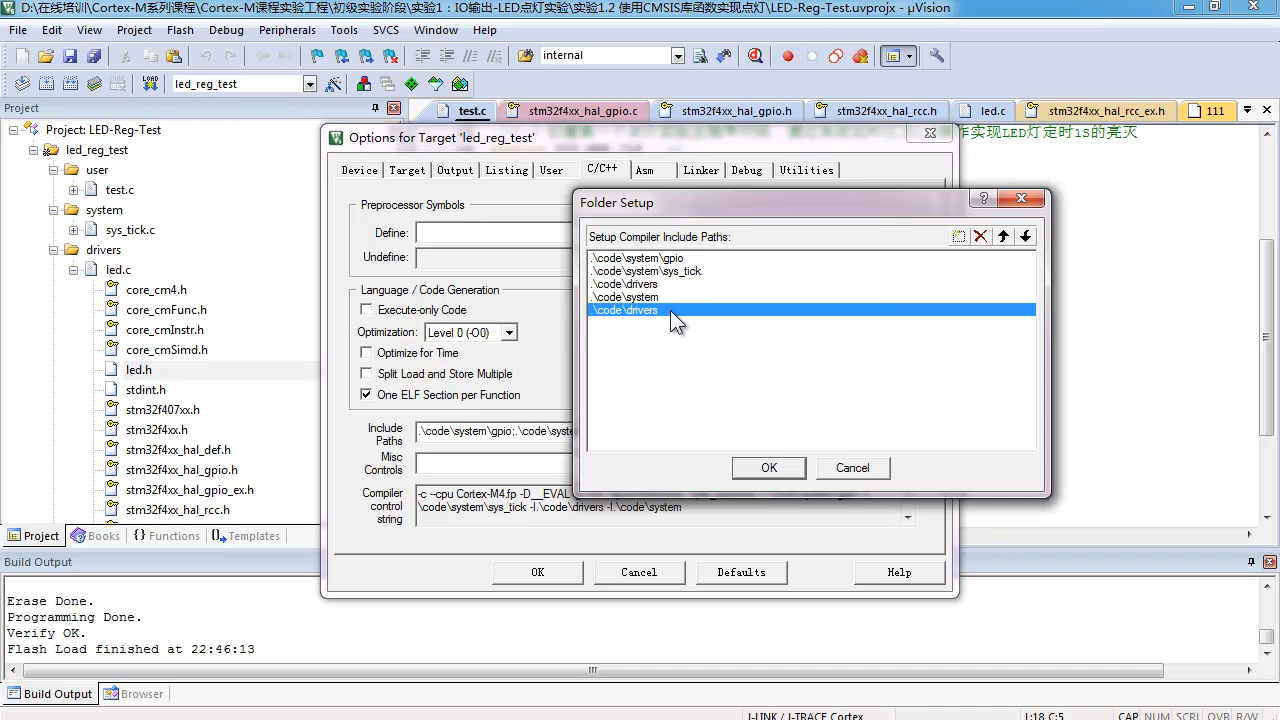 D:\在线培训\Cortex-M系列课程\Cortex-M课程实验工程\初级实验阶段\实验1：IO输出-LED点灯实验\实验1.2 使用CMSIS库函数实现点灯\LED-Reg-Test.uvprojx - µVision
File Edit View Project Flash Debug Peripherals Tools SVCS Window Help
internal
LOAD led_reg_test
Project
test.c stm32f4xx_hal_gpio.c stm32f4xx_hal_gpio.h stm32f4xx_hal_rcc.h led.c stm32f4xx_hal_rcc_ex.h 111
实现LED灯定时1S的亮灭
Project: LED-Reg-Test
led_reg_test
user
test.c
system
sys_tick.c
drivers
led.c
core_cm4.h
core_cmFunc.h
core_cmInstr.h
core_cmSimd.h
led.h
stdint.h
stm32f407xx.h
stm32f4xx.h
stm32f4xx_hal_def.h
stm32f4xx_hal_gpio.h
stm32f4xx_hal_gpio_ex.h
stm32f4xx_hal_rcc.h
Project Books Functions Templates
Options for Target 'led_reg_test'
Device Target Output Listing User C/C++ Asm Linker Debug Utilities
Preprocessor Symbols
Define:
Undefine:
Language / Code Generation
Execute-only Code
Optimization: Level 0 (-O0)
Optimize for Time
Split Load and Store Multiple
One ELF Section per Function
Include Paths
.\code\system\gpio;.\code\syste
Misc Controls
Compiler control string
-c --cpu Cortex-M4.fp -D__EVAL
\code\system\sys_tick -I.\code\drivers -I.\code\system
OK Cancel Defaults Help
Folder Setup
Setup Compiler Include Paths:
.\code\system\gpio
.\code\system\sys_tick
.\code\drivers
.\code\system
.\code\drivers
OK Cancel
Build Output
Erase Done.
Programming Done.
Verify OK.
Flash Load finished at 22:46:13
Build Output Browser
J-LINK / J-TRACE Cortex L:18 C:5 CAP NUM SCRL OVR R/W